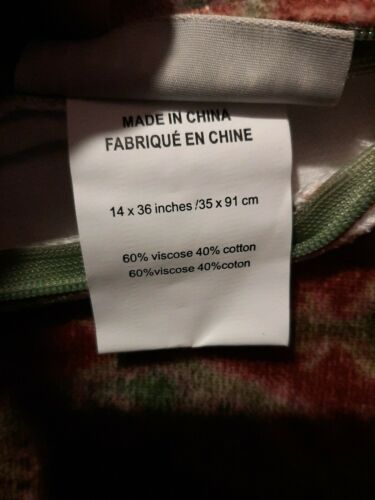 MADE IN CHINA
FABRIQUÉ EN CHINE
14 x 36 inches /35 x 91 cm
60% viscose 40% cotton
60%viscose 40%coton